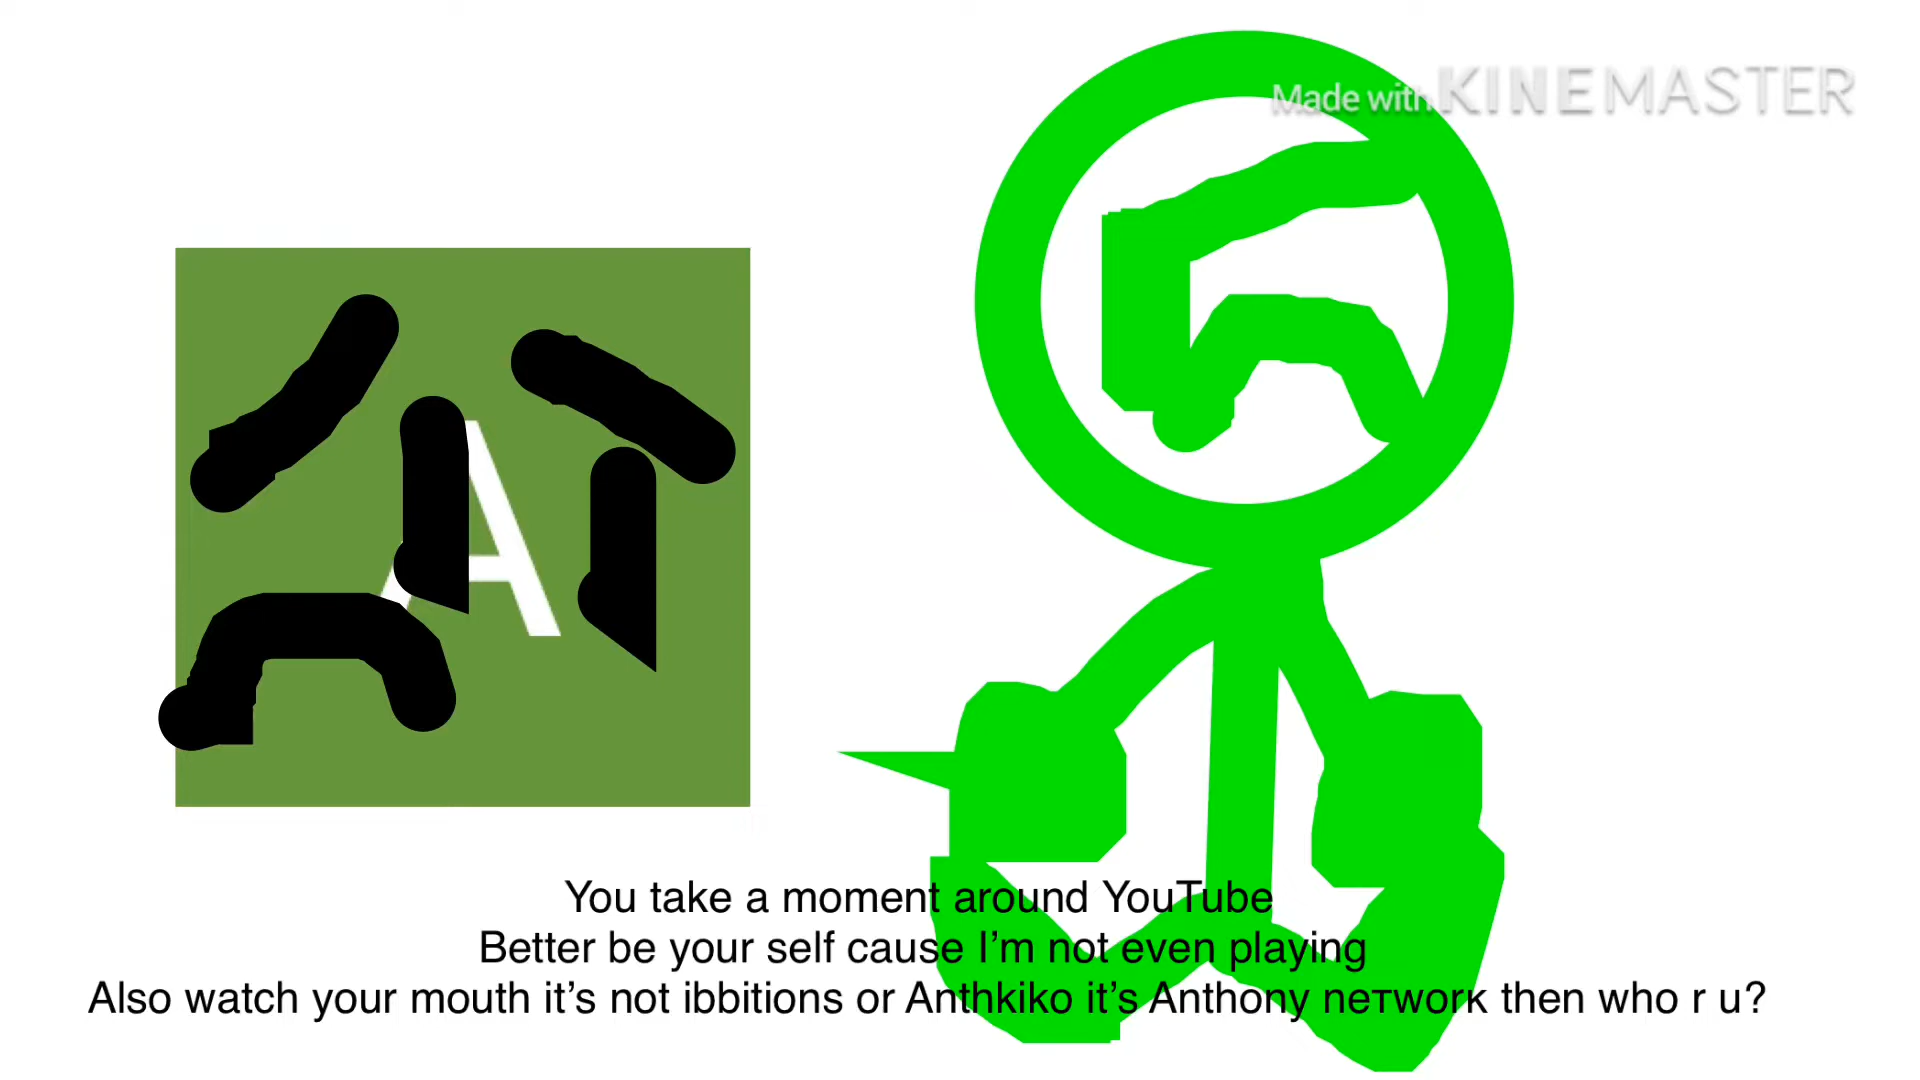 Made with KINEMASTER
A
You take a moment around YouTube
Better be your self cause I’m not even playing
Also watch your mouth it’s not ibbitions or Anthkiko it’s Anthony neтworĸ then who r u?